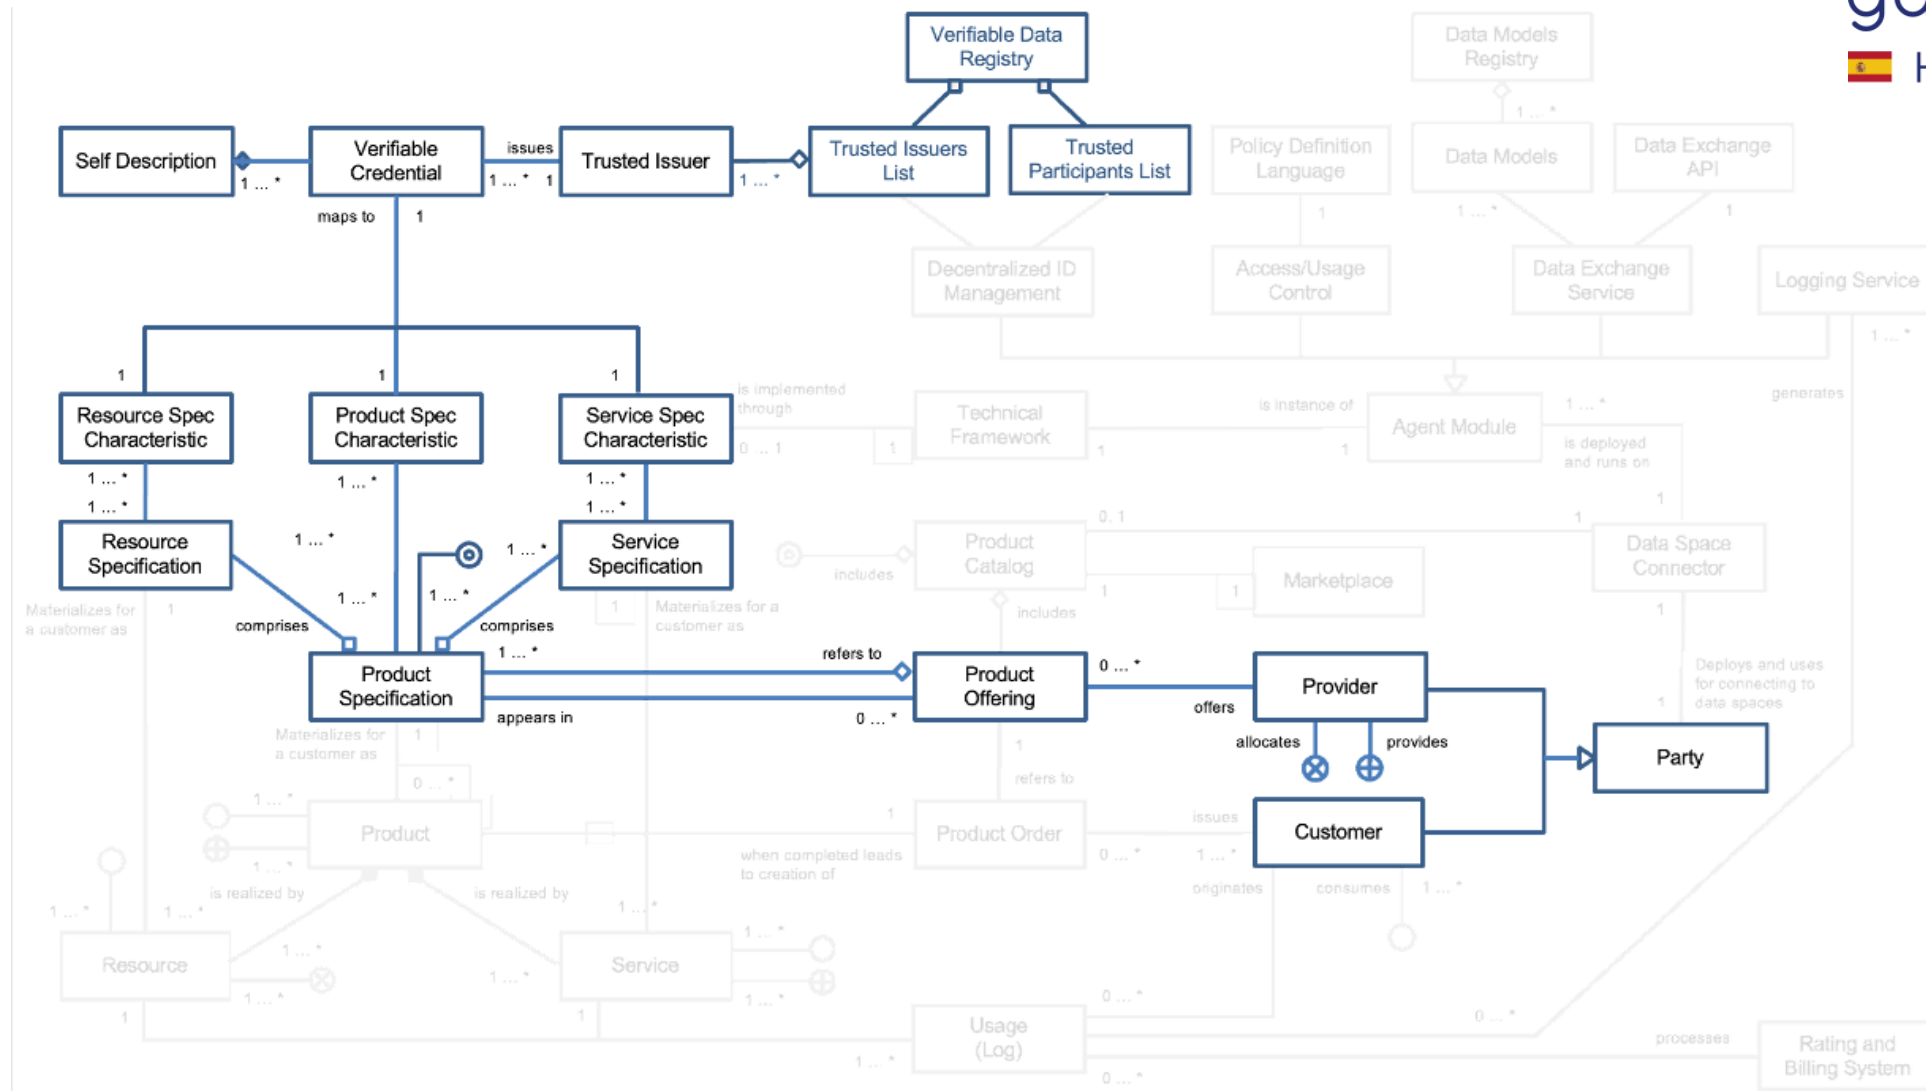 Verifiable Data
Registry
Data Models
Registry
1 ... *
Self Description
Verifiable
Credential
issues
Trusted Issuer
Trusted Issuers
List
Trusted
Participants List
Policy Definition
Language
Data Models
Data Exchange
API
1 ... *
1 ... *
1
1 ... *
maps to
1
1
1 ... *
1
Decentralized ID
Management
Access/Usage
Control
Data Exchange
Service
Logging Service
1 ... *
1
1
1
is implemented
through
generates
Resource Spec
Characteristic
Product Spec
Characteristic
Service Spec
Characteristic
0 ... 1
1
Technical
Framework
1
is instance of
1
Agent Module
1 ... *
is deployed
and runs on
1 ... *
1 ... *
1 ... *
1 ... *
1 ... *
1
Resource
Specification
1 ... *
1 ... *
Service
Specification
includes
Product
Catalog
0, 1
1
1
1
Marketplace
Data Space
Connector
Materializes for
a customer as
1
1 ... *
1 ... *
1
Materializes for a
customer as
includes
1
comprises
comprises
1 ... *
refers to
Product
Specification
Product
Offering
0 ... *
Provider
Deploys and uses
for connecting to
data spaces
1
appears in
0 ... *
offers
Materializes for
a customer as
1
1
allocates
provides
Party
0 ... *
refers to
1 ... *
Product
1
Product Order
issues
Customer
1 ... *
when completed leads
to creation of
0 ... *
1 ... *
is realized by
is realized by
originates
consumes
1 ... *
1 ... *
1 ... *
1 ... *
Resource
1 ... *
1 ... *
Service
1 ... *
1 ... *
1 ... *
1
1
0 ... *
0 ... *
Usage
(Log)
processes
Rating and
Billing System
1 ... *
0 ... *